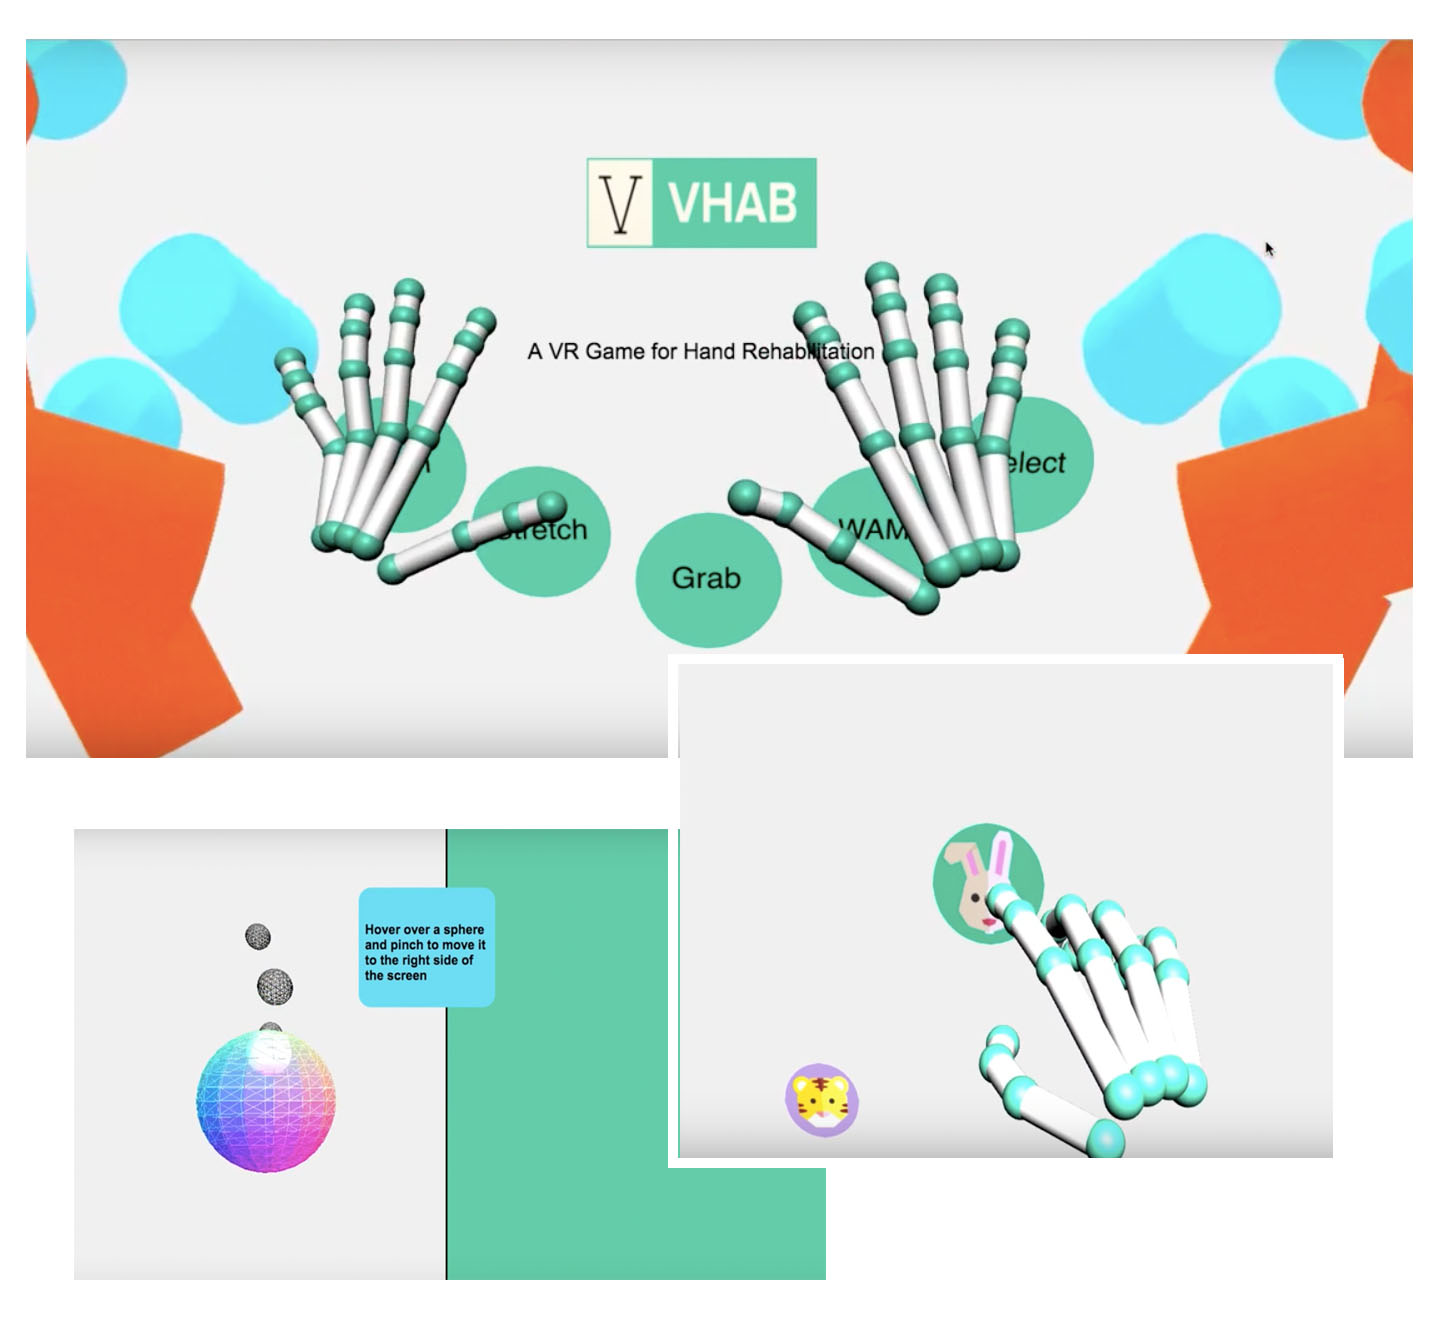 V VHAB
A VR Game for Hand Rehabilitation
Grab
Hover over a sphere
and pinch to move it
to the right side of
the screen